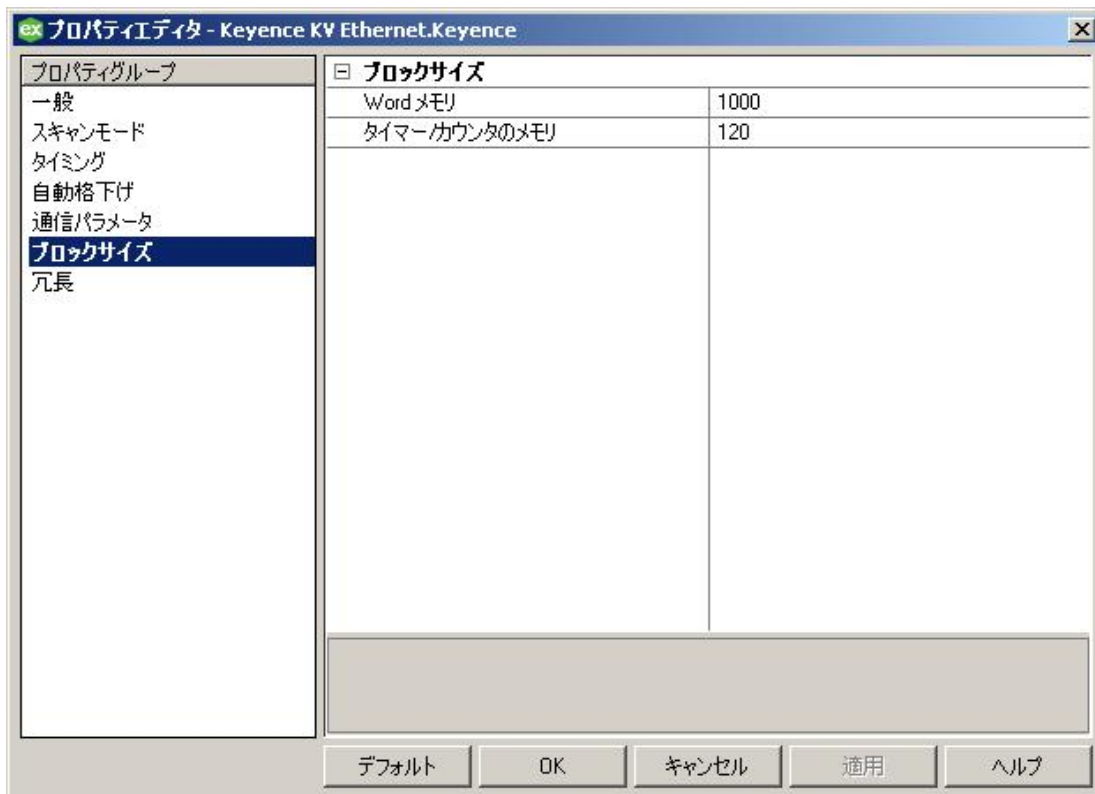 ex プロパティエディタ - Keyence KV Ethernet.Keyence
プロパティグループ
一般
スキャンモード
タイミング
自動格下げ
通信パラメータ
ブロックサイズ
冗長
ブロックサイズ
Word メモリ 1000
タイマー/カウンタのメモリ 120
デフォルト OK キャンセル 適用 ヘルプ